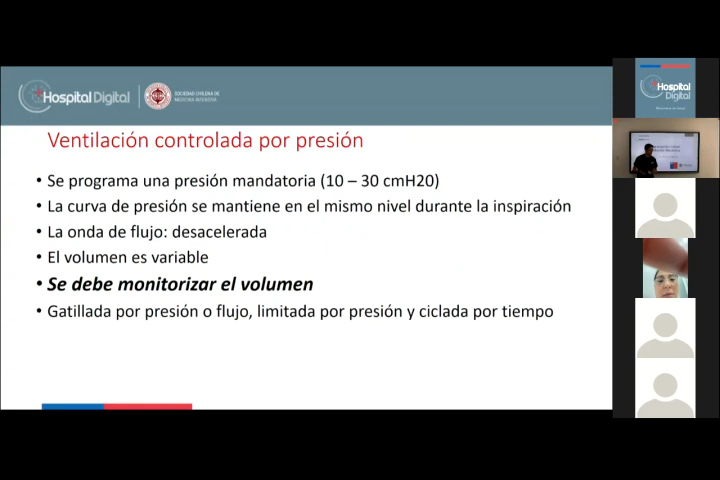 Hospital Digital
SOCIEDAD CHILENA DE
MEDICINA INTENSIVA
Ventilación controlada por presión
• Se programa una presión mandatoria (10 – 30 cmH20)
• La curva de presión se mantiene en el mismo nivel durante la inspiración
• La onda de flujo: desacelerada
• El volumen es variable
• Se debe monitorizar el volumen
• Gatillada por presión o flujo, limitada por presión y ciclada por tiempo
Hospital
Digital